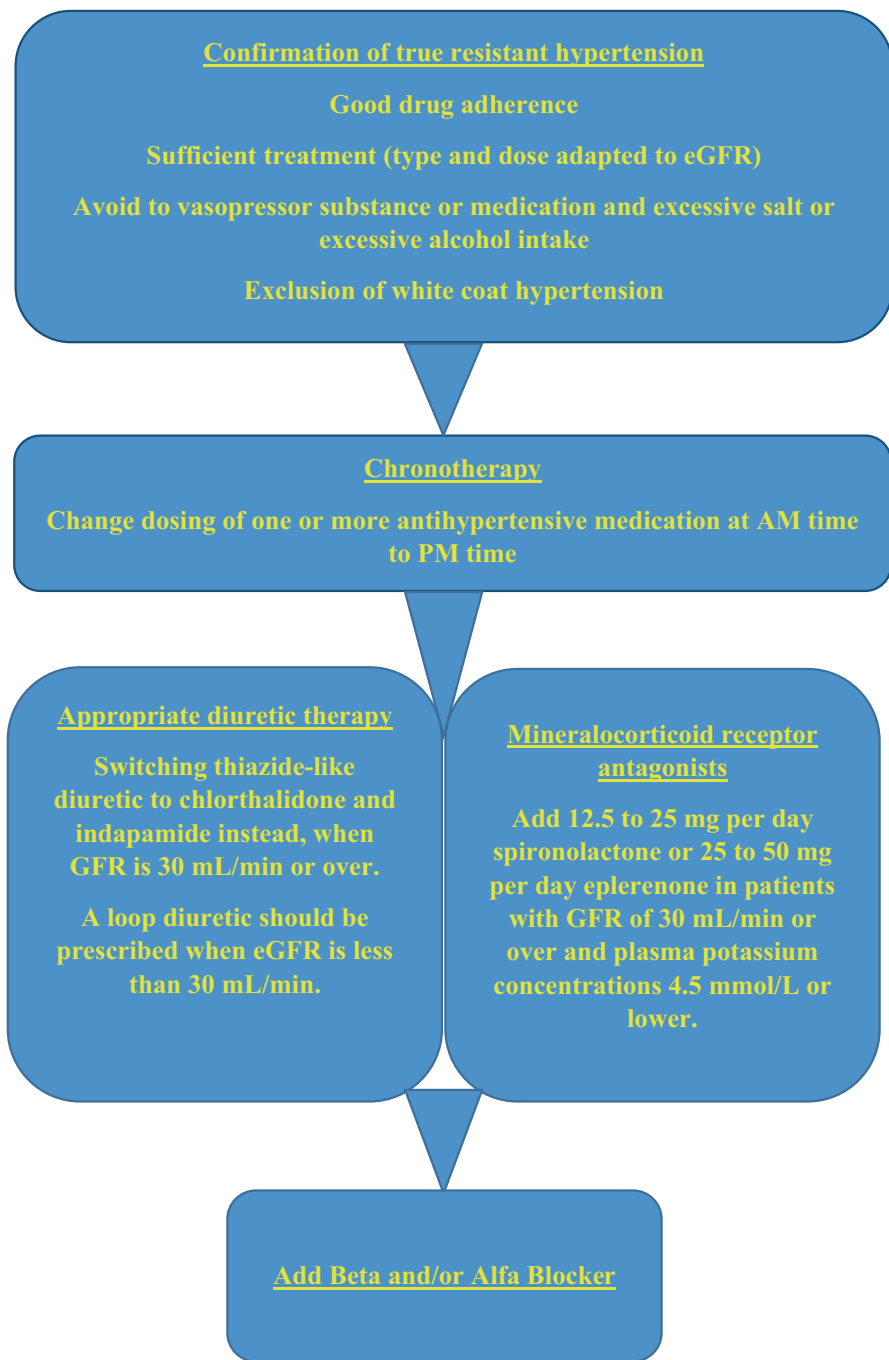 Confirmation of true resistant hypertension
Good drug adherence
Sufficient treatment (type and dose adapted to eGFR)
Avoid to vasopressor substance or medication and excessive salt or
excessive alcohol intake
Exclusion of white coat hypertension
Chronotherapy
Change dosing of one or more antihypertensive medication at AM time
to PM time
Appropriate diuretic therapy
Switching thiazide-like
diuretic to chlorthalidone and
indapamide instead, when
GFR is 30 mL/min or over.
A loop diuretic should be
prescribed when eGFR is less
than 30 mL/min.
Mineralocorticoid receptor
antagonists
Add 12.5 to 25 mg per day
spironolactone or 25 to 50 mg
per day eplerenone in patients
with GFR of 30 mL/min or
over and plasma potassium
concentrations 4.5 mmol/L or
lower.
Add Beta and/or Alfa Blocker